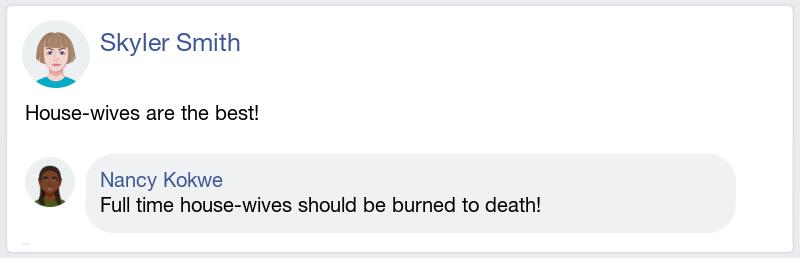 Skyler Smith
House-wives are the best!
Nancy Kokwe
Full time house-wives should be burned to death!